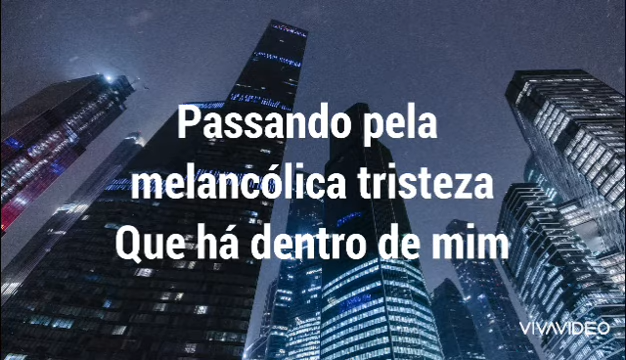 Passando pela
melancólica tristeza
Que há dentro de mim
VIVAVIDEO